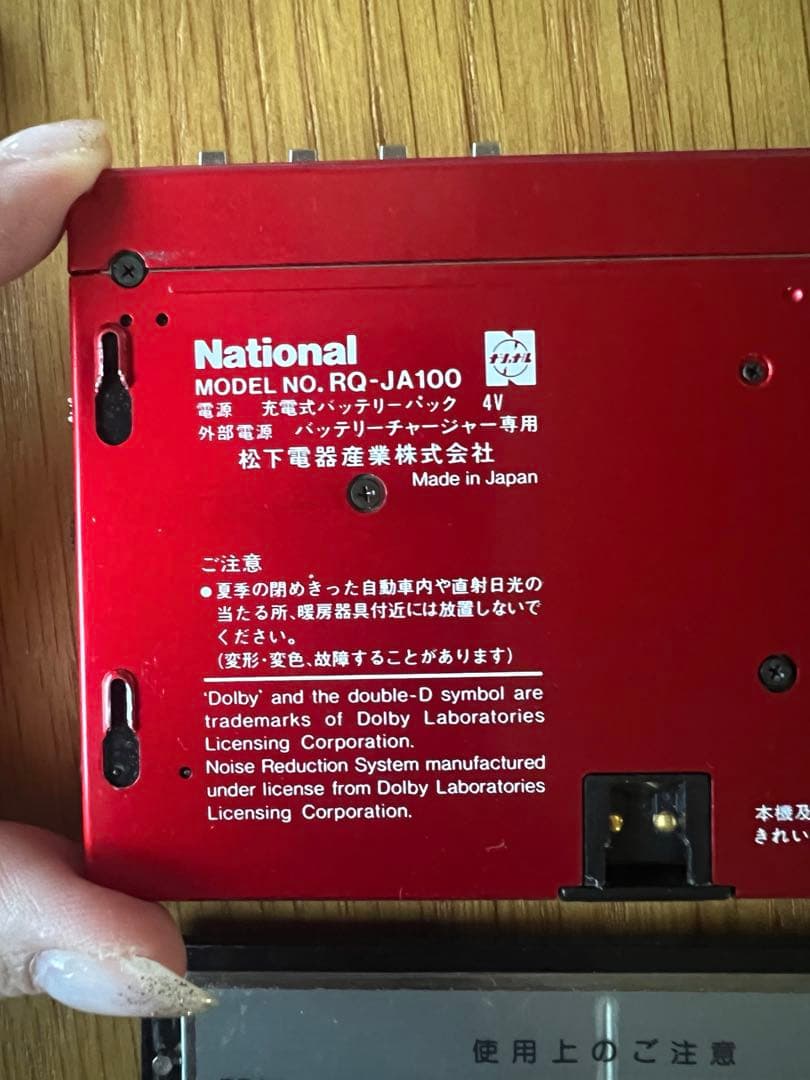 National
MODEL NO. RQ-JA100
ナショナル
電源 充電式バッテリーパック 4V
外部電源 バッテリーチャージャー専用
松下電器産業株式会社
Made in Japan
ご注意
●夏季の閉めきった自動車内や直射日光の
当たる所、暖房器具付近には放置しないで
ください。
(変形・変色、故障することがあります)
'Dolby' and the double-D symbol are
trademarks of Dolby Laboratories
Licensing Corporation.
Noise Reduction System manufactured
under license from Dolby Laboratories
Licensing Corporation.
本機及
きれい
使用上のご注意